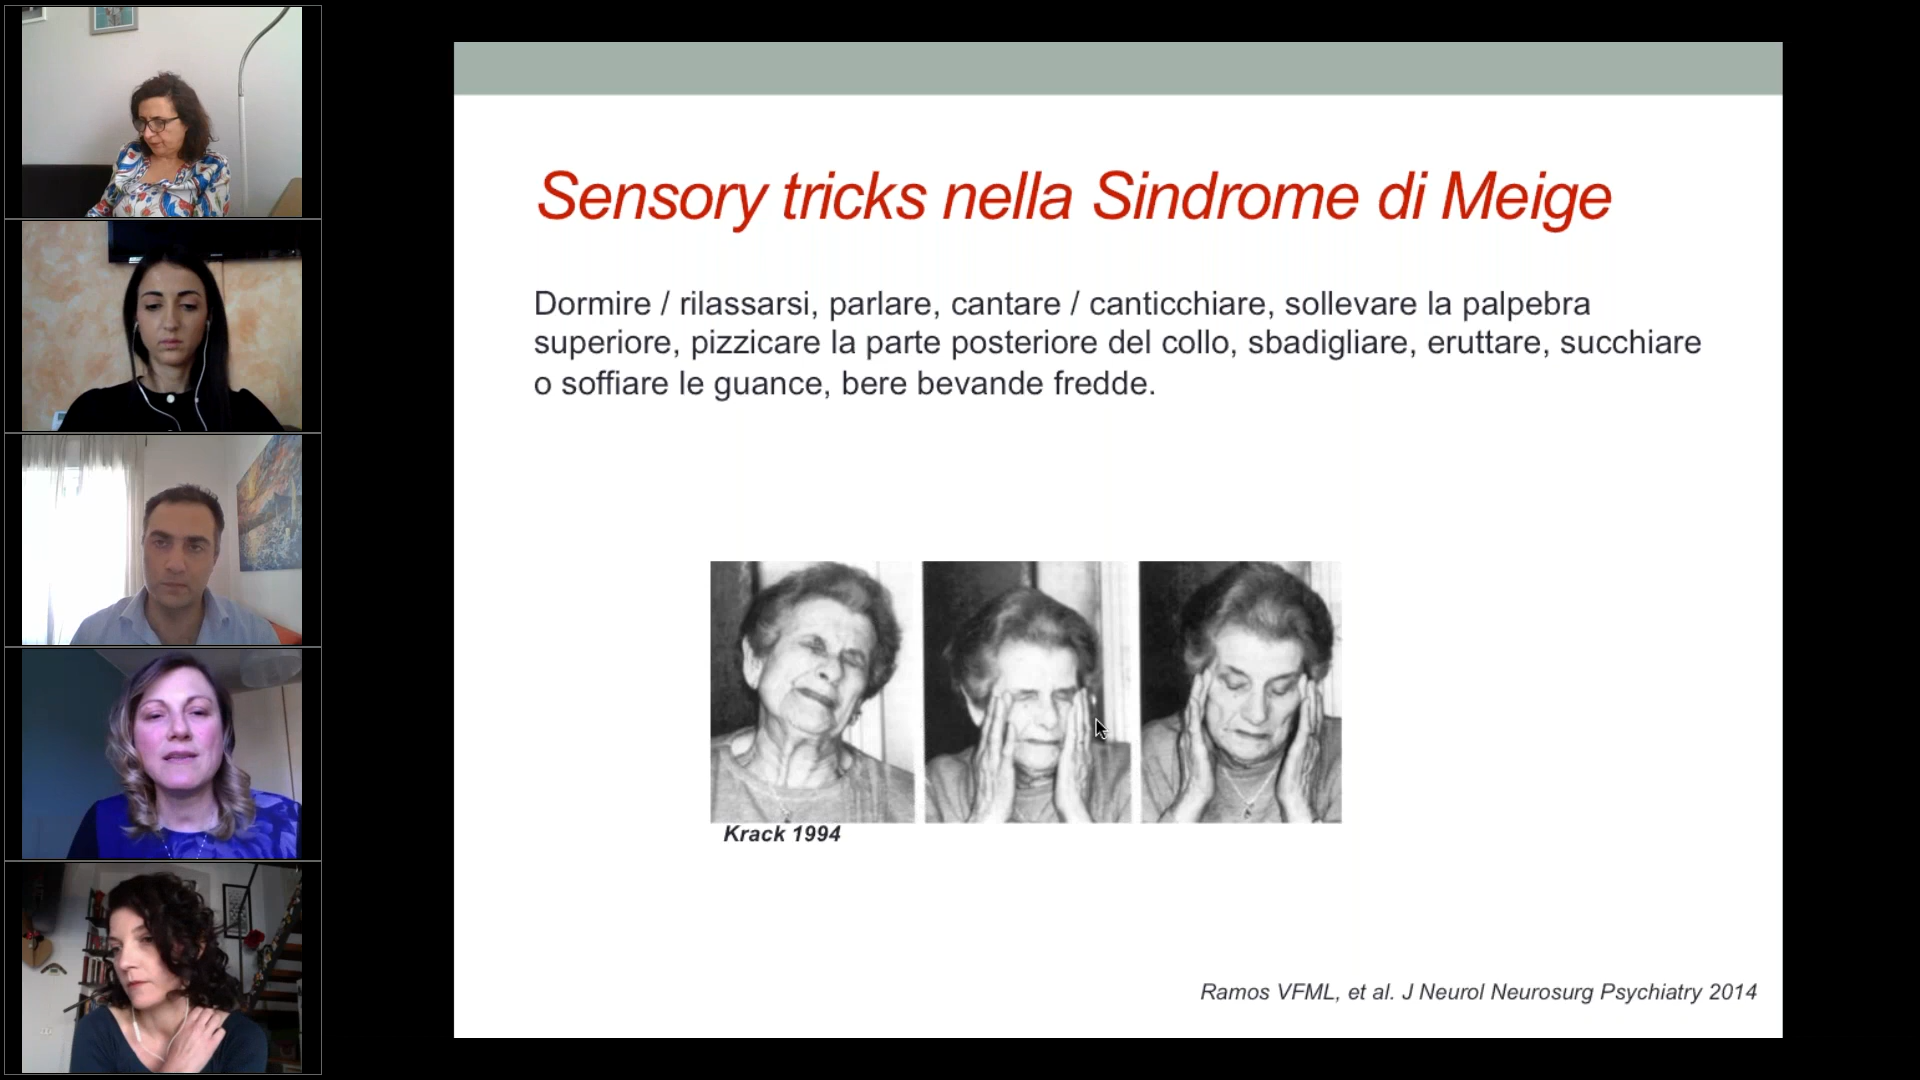 Sensory tricks nella Sindrome di Meige
Dormire / rilassarsi, parlare, cantare / canticchiare, sollevare la palpebra
superiore, pizzicare la parte posteriore del collo, sbadigliare, eruttare, succhiare
o soffiare le guance, bere bevande fredde.
Krack 1994
Ramos VFML, et al. J Neurol Neurosurg Psychiatry 2014